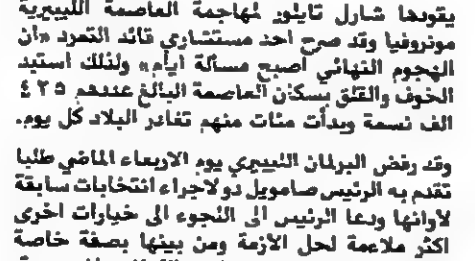 يقودها شارل تايلور لمهاجمة العاصمة الليبيرية
مونروفيا وقد صرح احد مستشاري قائد التمرد «ان
الهجوم النهائي اصبح مسألة ايام» ولذلك استبد
الخوف والقلق بسكان العاصمة البالغ عددهم ٤٢٥
الف نسمة وبدأت مئات منهم تغادر البلاد كل يوم.
وقد رفض البرلمان الليبيري يوم الاربعاء الماضي طلبا
تقدم به الرئيس صامويل دو لاجراء انتخابات سابقة
لأوانها ودعا الرئيس الى اللجوء الى خيارات اخرى
اكثر ملاءمة لحل الأزمة ومن بينها بصفة خاصة